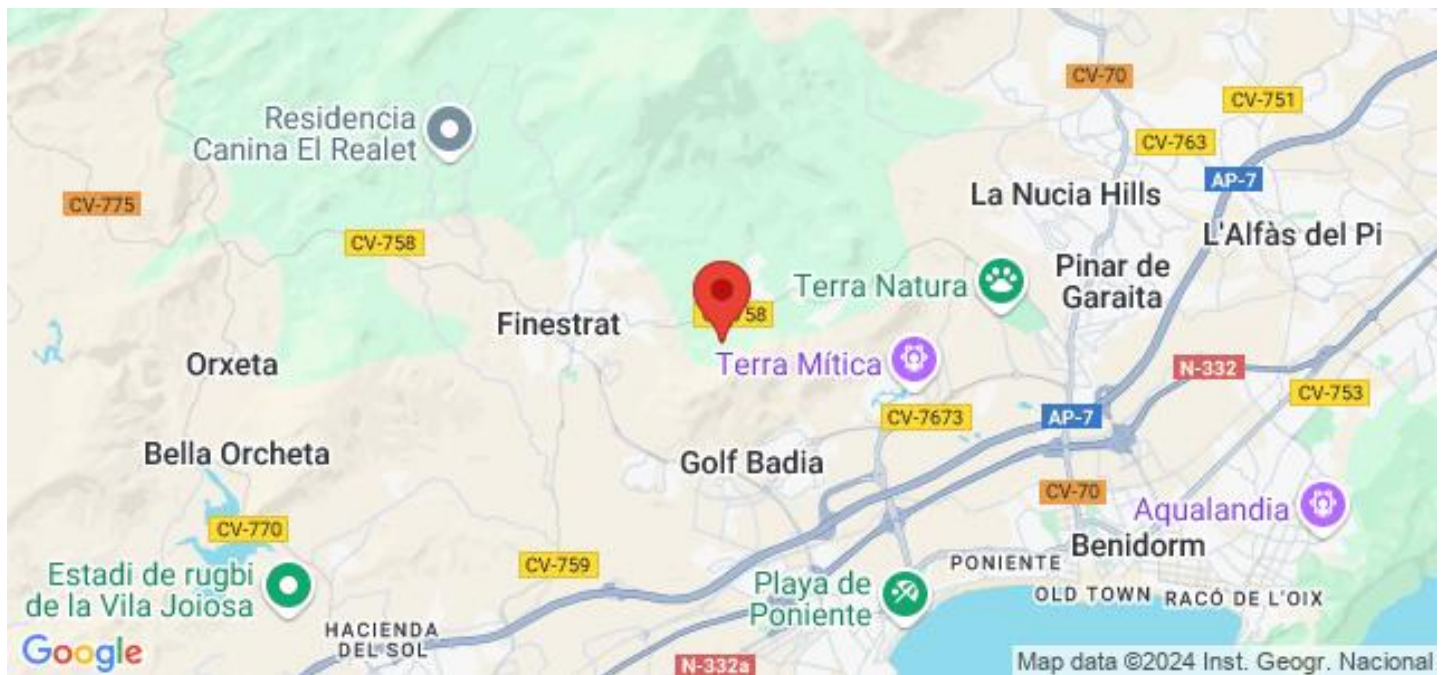 CV-70
CV-751
Residencia
Canina El Realet
CV-763
AP-7
CV-775
La Nucia Hills
CV-758
L'Alfàs del Pi
Pinar de
Garaita
Terra Natura
58
Finestrat
Orxeta
Terra Mítica
N-332
CV-753
CV-7673
AP-7
Bella Orcheta
Golf Badia
CV-70
Aqualandia
CV-770
Benidorm
CV-759
PONIENTE
Estadi de rugbi
de la Vila Joiosa
Playa de
Poniente
OLD TOWN
RACÓ DE L'OIX
HACIENDA
DEL SOL
Google
N-332a
Map data ©2024 Inst. Geogr. Nacional